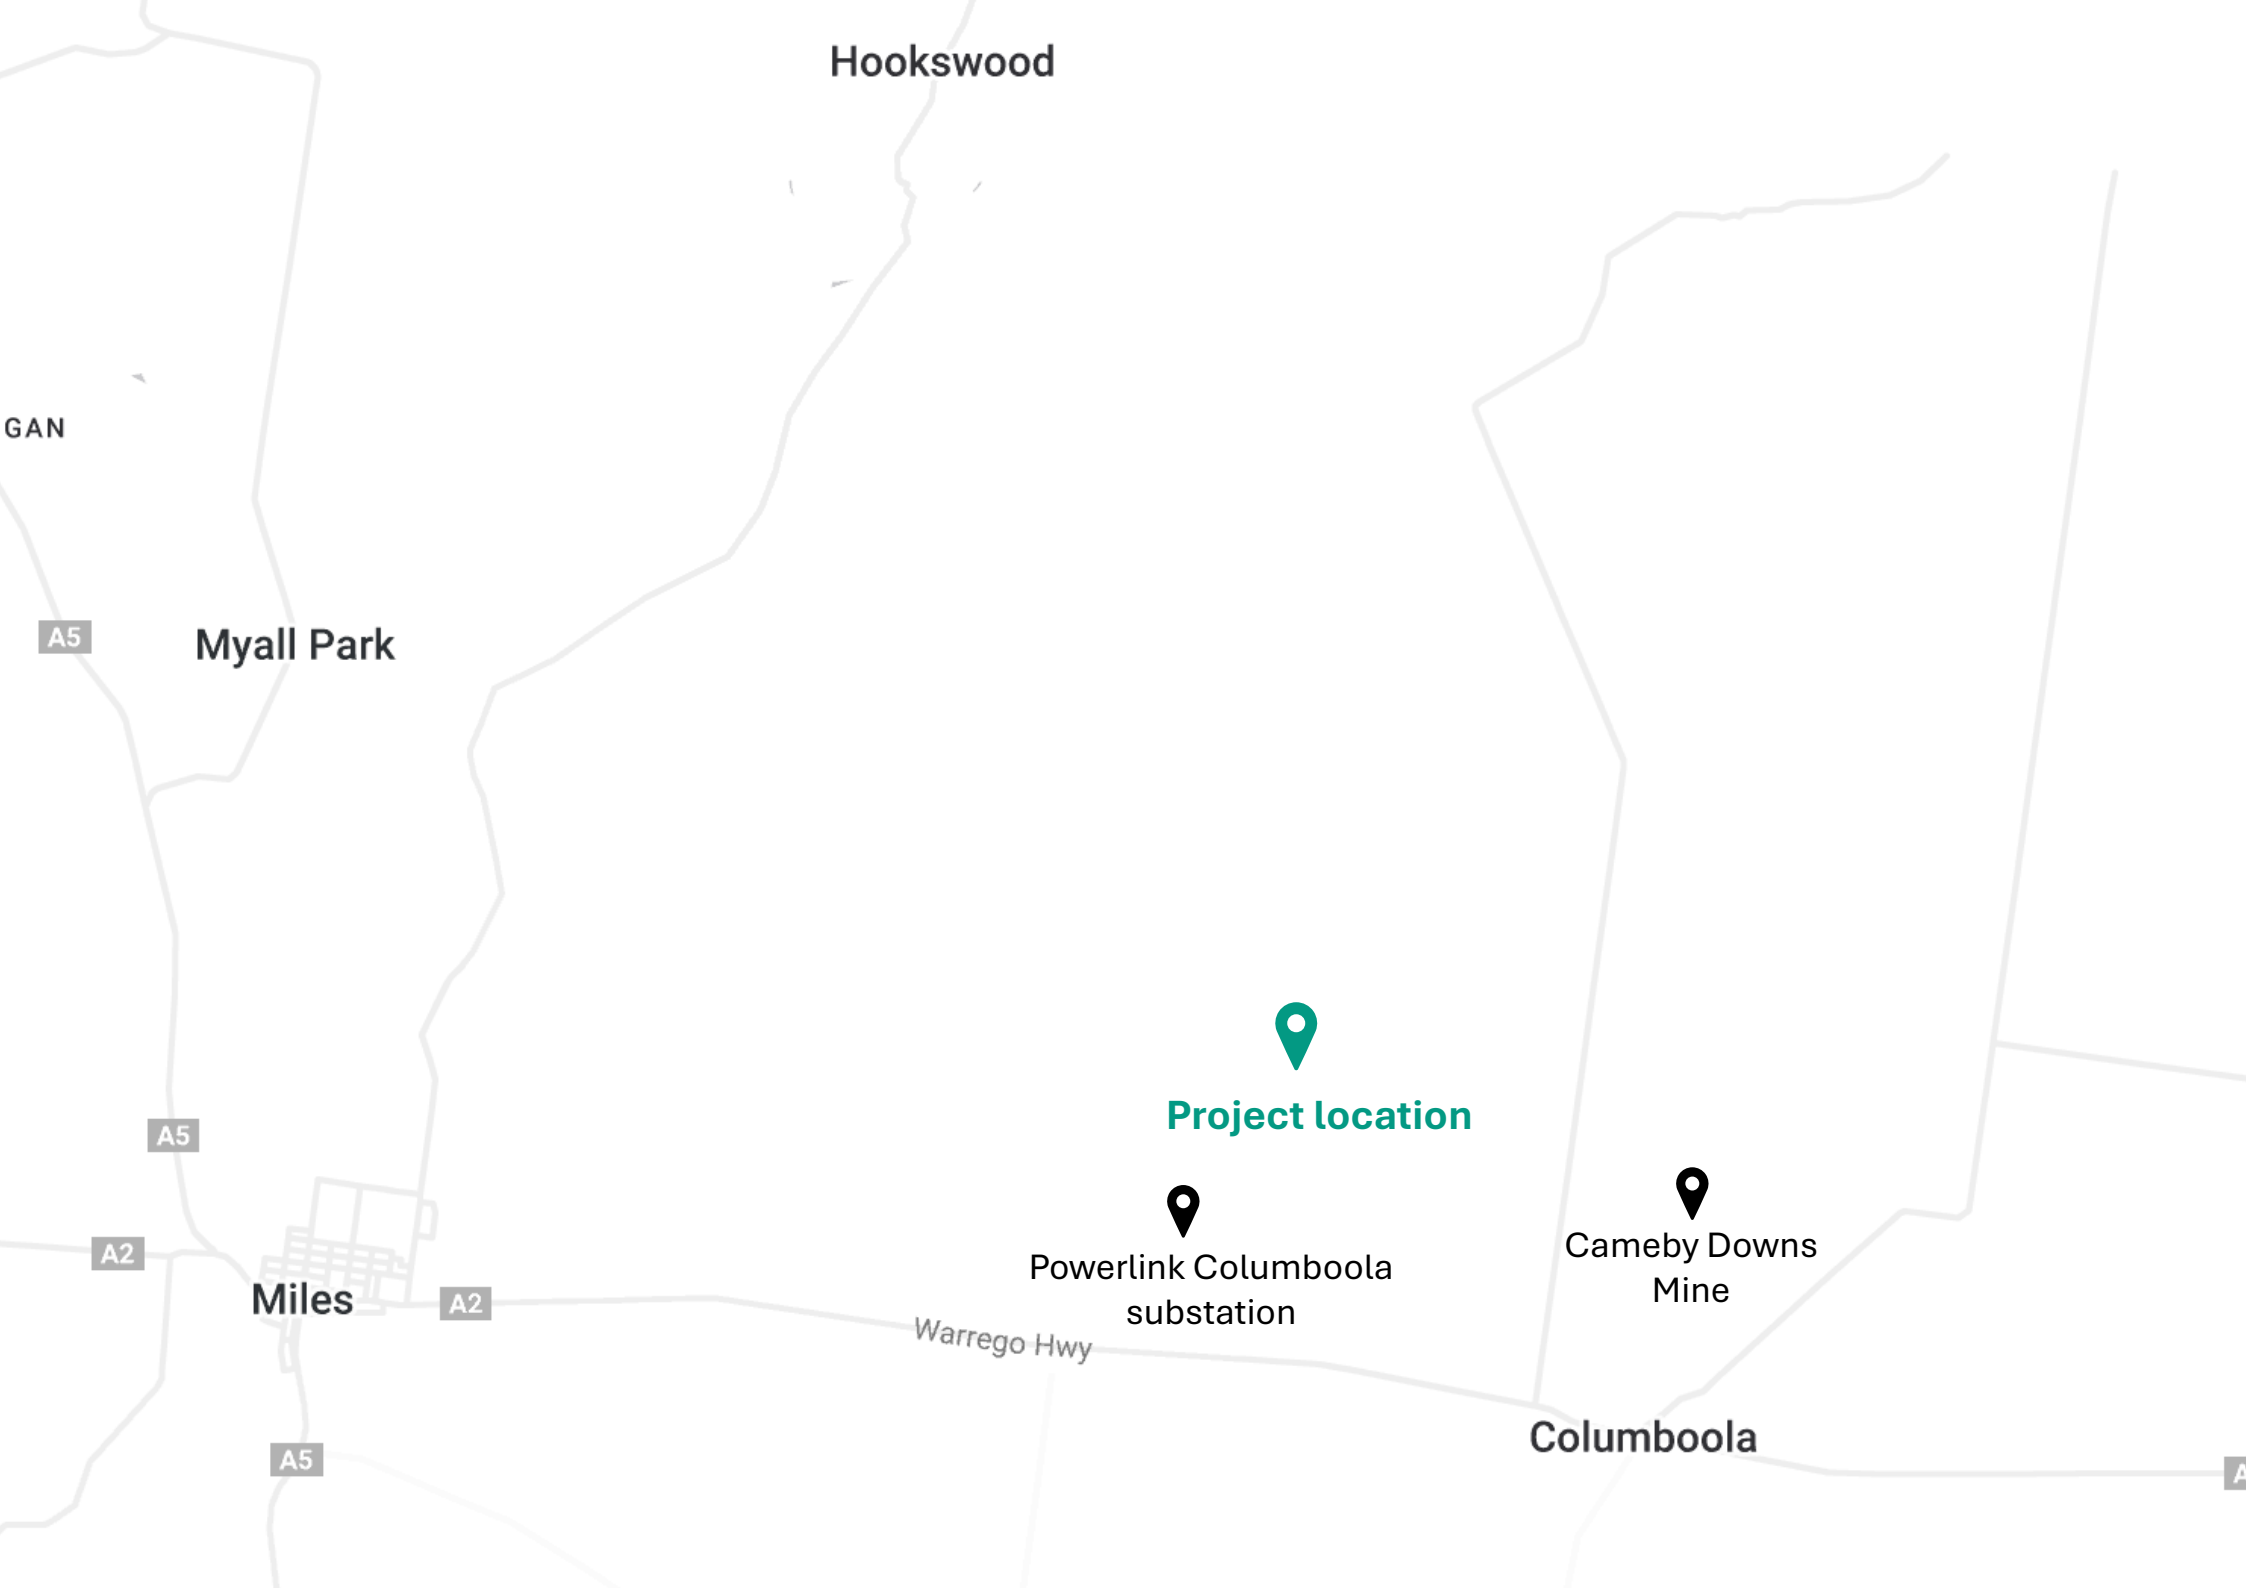 Hookswood
GAN
A5
Myall Park
Project location
A5
Powerlink Columboola
substation
Cameby Downs
Mine
A2
Miles
A2
Warrego Hwy
Columboola
A5
A